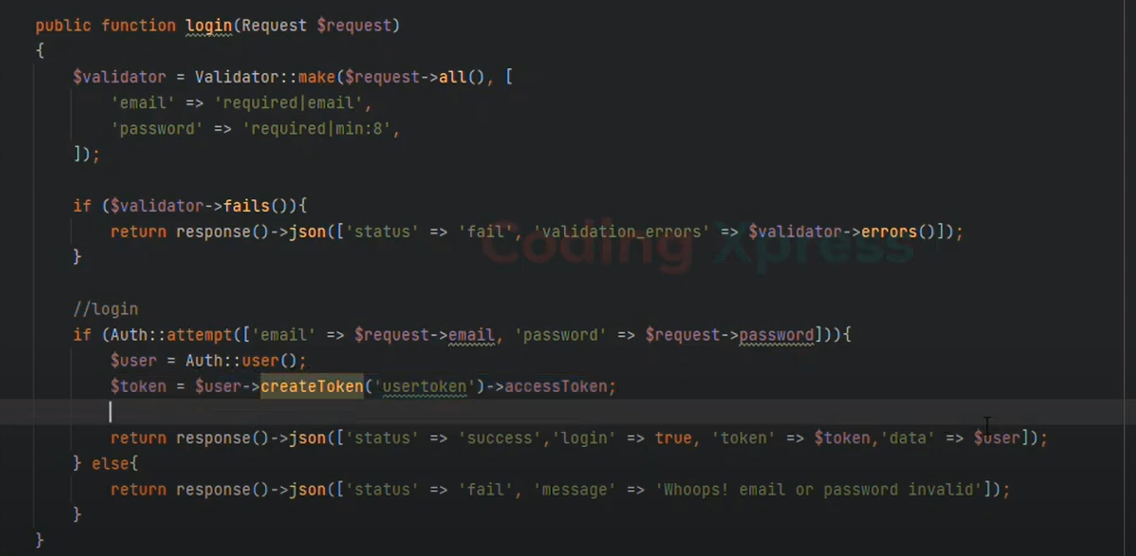 public function login(Request $request)
{
$validator = Validator::make($request->all(), [
'email' => 'required|email',
'password' => 'required|min:8',
]);
if ($validator->fails()){
return response()->json(['status' => 'fail', 'validation_errors' => $validator->errors()]);
}
Coding Xpress
//login
if (Auth::attempt(['email' => $request->email, 'password' => $request->password])){
$user = Auth::user();
$token = $user->createToken('usertoken')->accessToken;
return response()->json(['status' => 'success','login' => true, 'token' => $token,'data' => $user]);
} else{
return response()->json(['status' => 'fail', 'message' => 'Whoops! email or password invalid']);
}
}